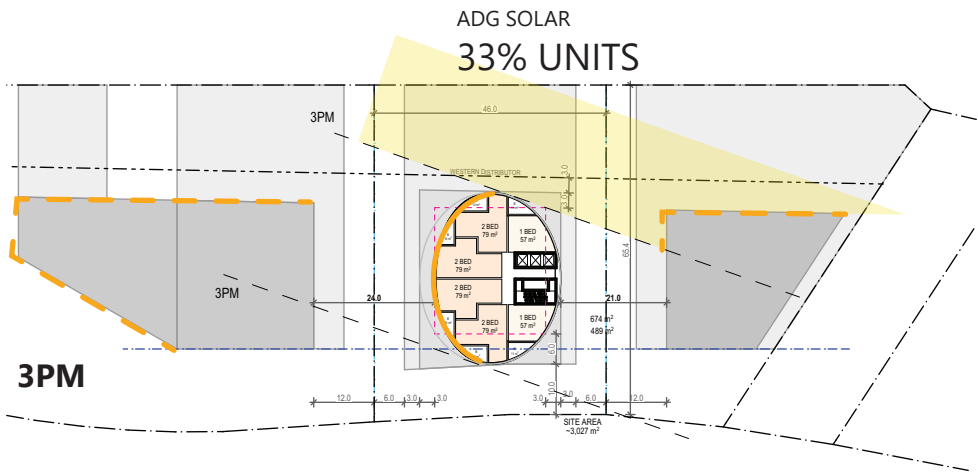 ADG SOLAR
33% UNITS
3PM
46.0
WESTERN DISTRIBUTOR
3.0
3.0
65.4
2 BED
79 m²
1 BED
57 m²
2 BED
79 m²
2 BED
79 m²
2 BED
79 m²
1 BED
57 m²
3PM
24.0
21.0
674 m²
489 m²
6.0
10.0
3PM
12.0
6.0
3.0
3.0
3.0
3.0
6.0
12.0
SITE AREA
~3,027 m²